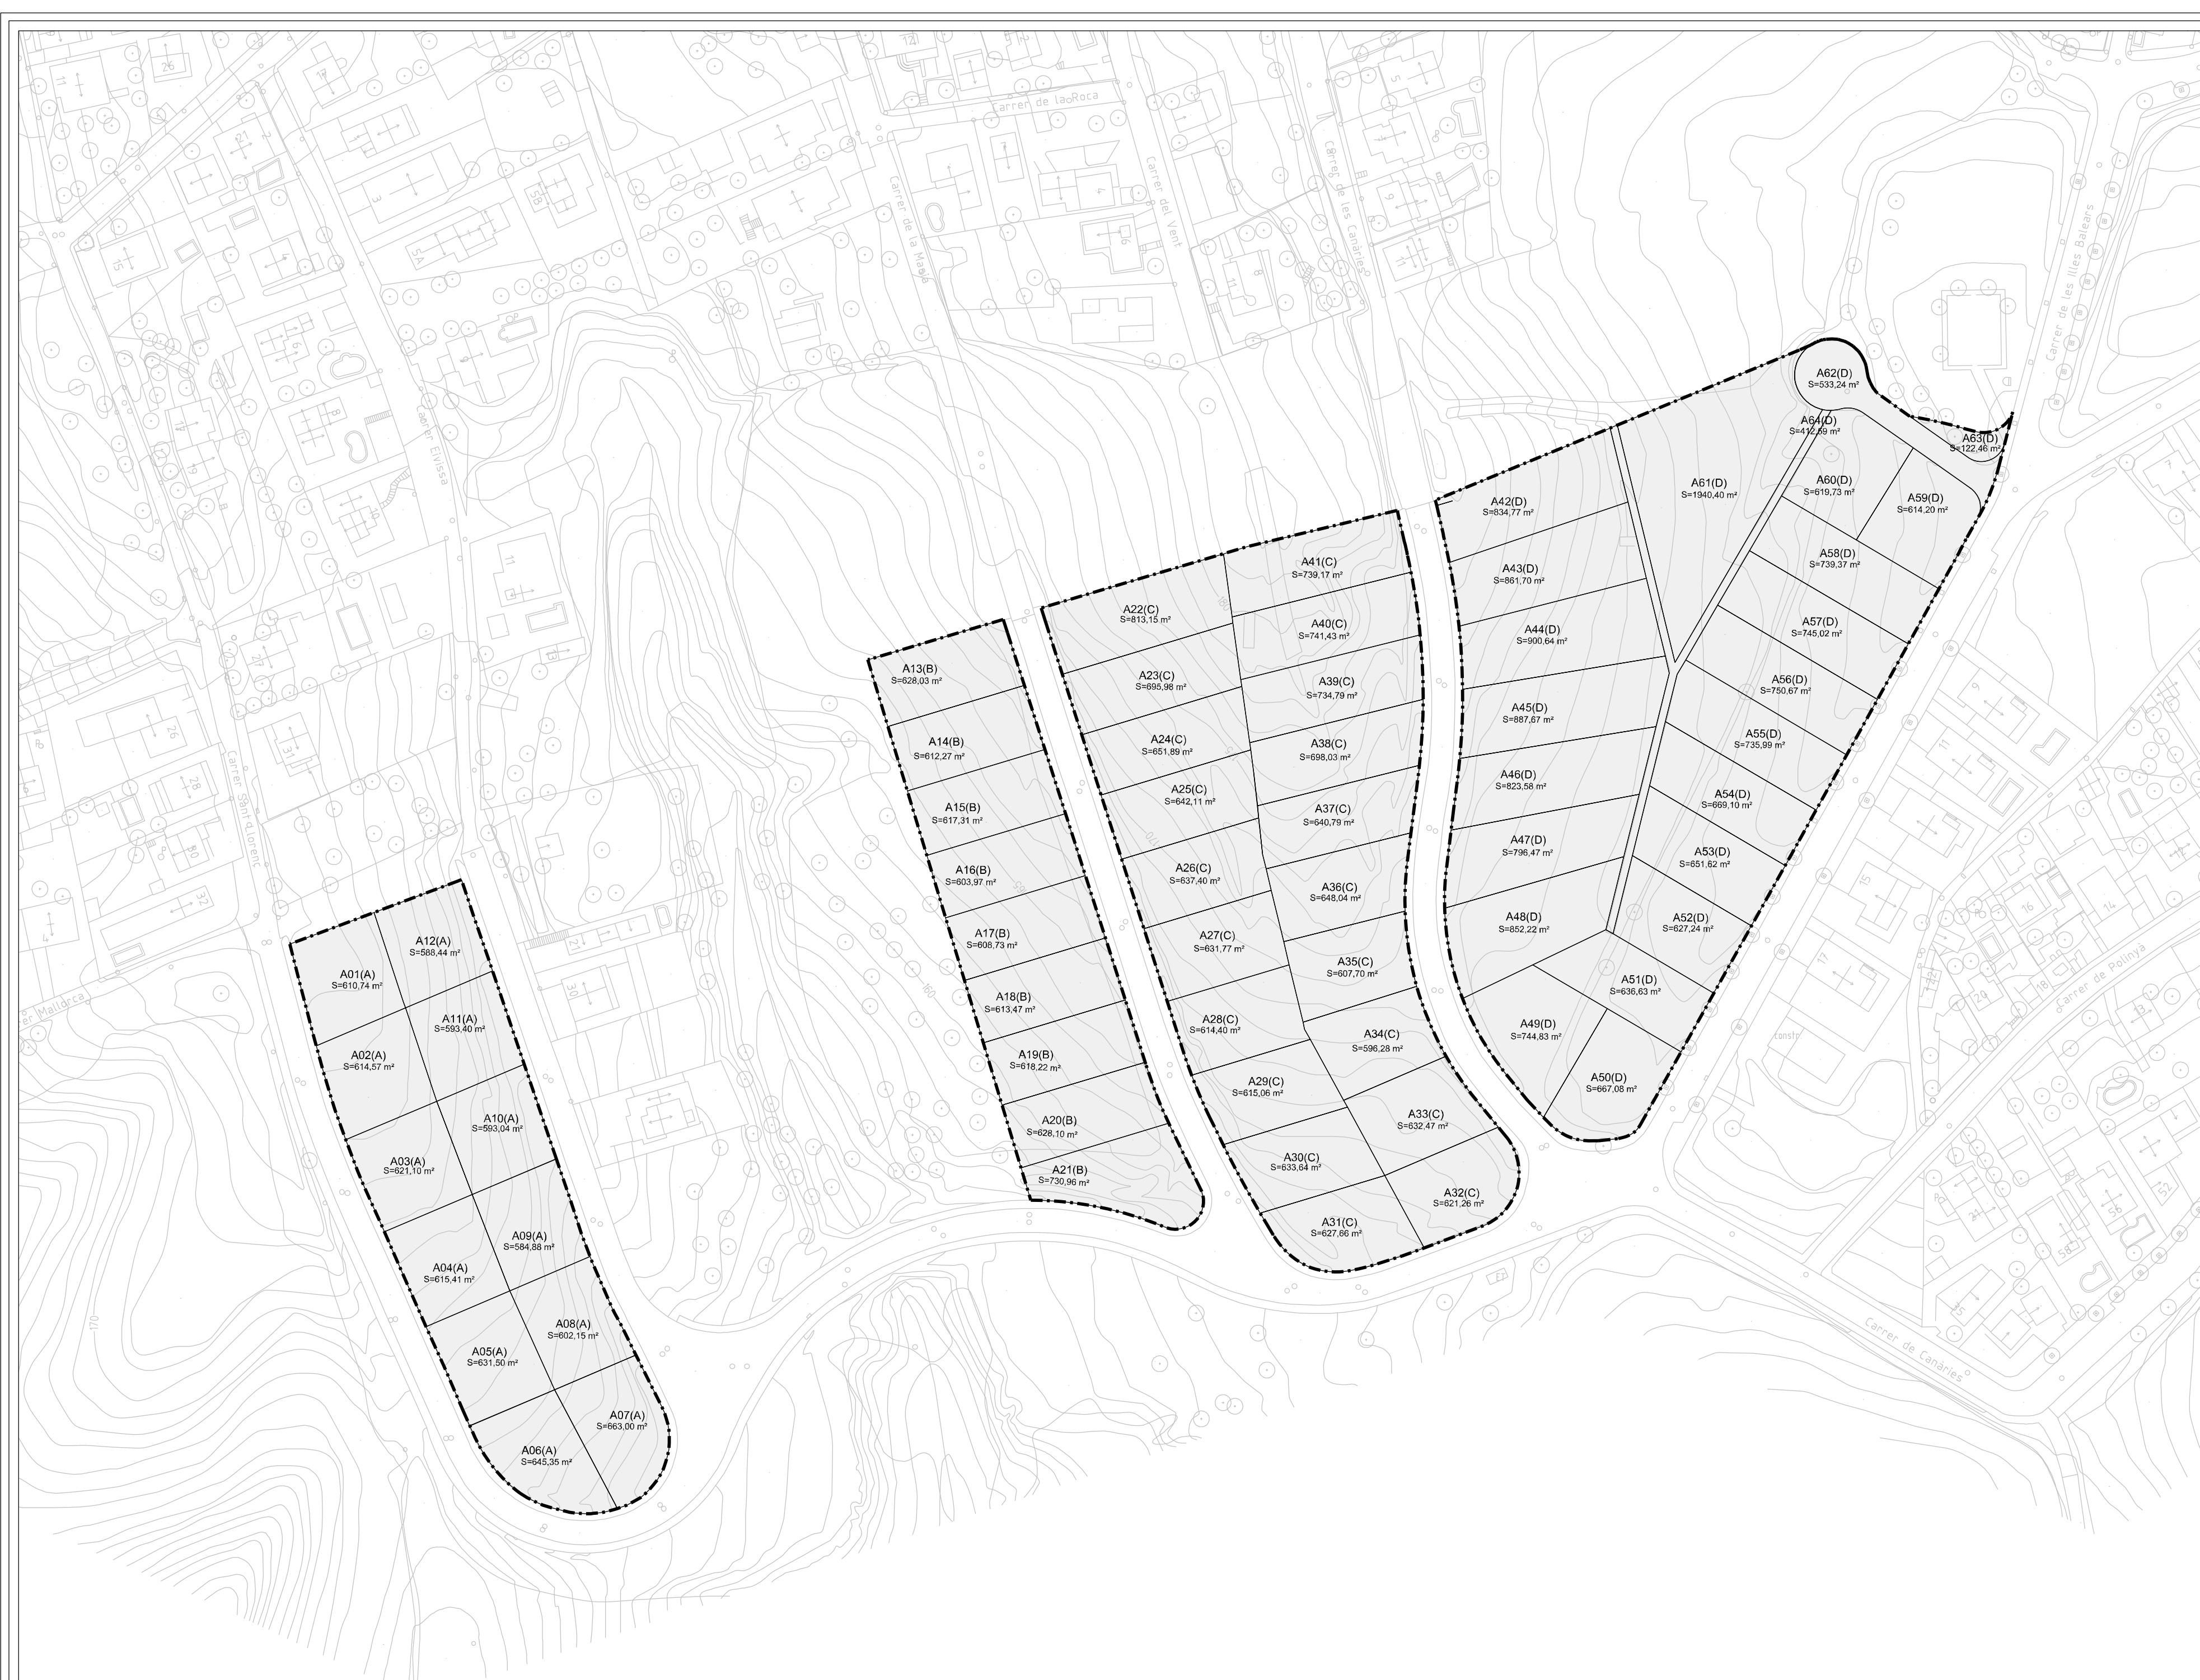 Carrer de la Roca
Carrer de la Masia
Carrer del Vent
Carrer de les Canàries
Carrer de les Illes Balears
Carrer Eivissa
Carrer Sant Llorenç
er Mallorca
Carrer de Polinyà
Carrer de Canàries
170
160
A01(A)
S=610,74 m²
A02(A)
S=614,57 m²
A03(A)
S=621,10 m²
A04(A)
S=615,41 m²
A05(A)
S=631,50 m²
A06(A)
S=645,35 m²
A07(A)
S=663,00 m²
A08(A)
S=602,15 m²
A09(A)
S=584,88 m²
A10(A)
S=593,04 m²
A11(A)
S=593,40 m²
A12(A)
S=588,44 m²
A13(B)
S=628,03 m²
A14(B)
S=612,27 m²
A15(B)
S=617,31 m²
A16(B)
S=603,97 m²
A17(B)
S=608,73 m²
A18(B)
S=613,47 m²
A19(B)
S=618,22 m²
A20(B)
S=628,10 m²
A21(B)
S=730,96 m²
A22(C)
S=813,15 m²
A23(C)
S=695,98 m²
A24(C)
S=651,89 m²
A25(C)
S=642,11 m²
A26(C)
S=637,40 m²
A27(C)
S=631,77 m²
A28(C)
S=614,40 m²
A29(C)
S=615,06 m²
A30(C)
S=633,64 m²
A31(C)
S=627,66 m²
A32(C)
S=621,26 m²
A33(C)
S=632,47 m²
A34(C)
S=596,28 m²
A35(C)
S=607,70 m²
A36(C)
S=648,04 m²
A37(C)
S=640,79 m²
A38(C)
S=698,03 m²
A39(C)
S=734,79 m²
A40(C)
S=741,43 m²
A41(C)
S=739,17 m²
A42(D)
S=834,77 m²
A43(D)
S=861,70 m²
A44(D)
S=900,64 m²
A45(D)
S=887,67 m²
A46(D)
S=823,58 m²
A47(D)
S=796,47 m²
A48(D)
S=852,22 m²
A49(D)
S=744,83 m²
A50(D)
S=667,08 m²
A51(D)
S=636,63 m²
A52(D)
S=627,24 m²
A53(D)
S=651,62 m²
A54(D)
S=669,10 m²
A55(D)
S=735,99 m²
A56(D)
S=750,67 m²
A57(D)
S=745,02 m²
A58(D)
S=739,37 m²
A59(D)
S=614,20 m²
A60(D)
S=619,73 m²
A61(D)
S=1940,40 m²
A62(D)
S=533,24 m²
A63(D)
S=122,46 m²
A64(D)
S=412,59 m²